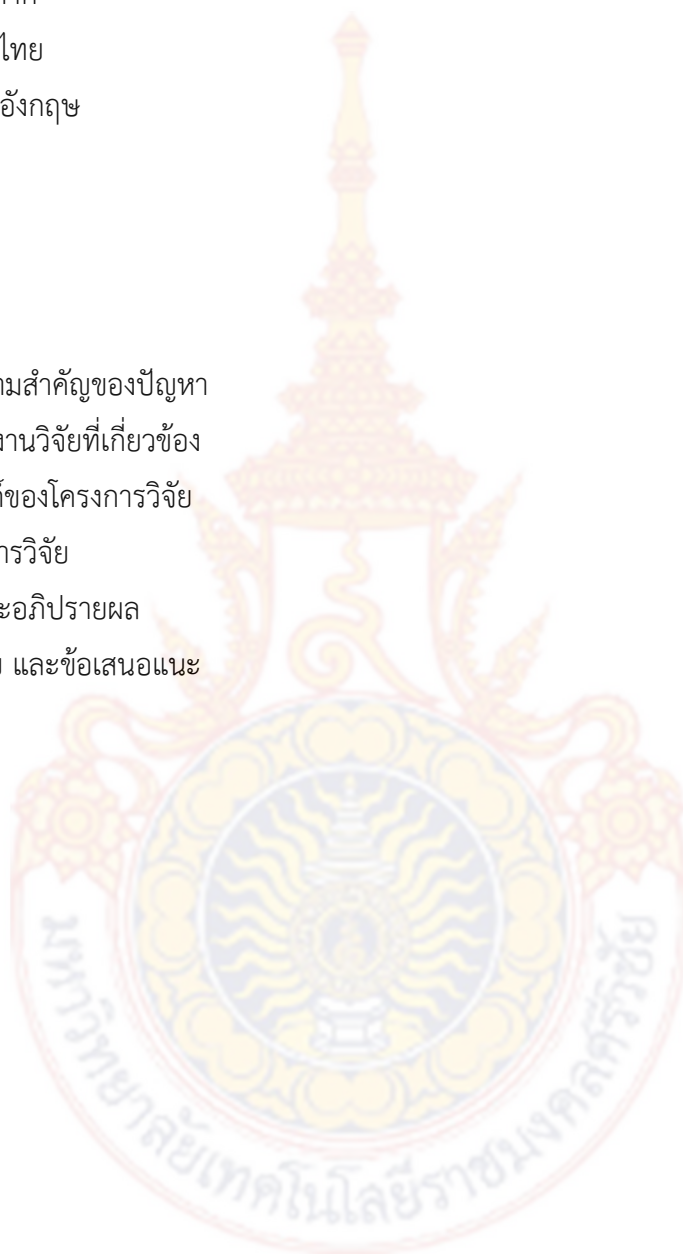 ไทย
อังกฤษ
ามสำคัญของปัญหา
งานวิจัยที่เกี่ยวข้อง
ก์ของโครงการวิจัย
ารวิจัย
ะอภิปรายผล
ย และข้อเสนอแนะ
มหาวิทยาลัยเทคโนโลยีราชมงคลศรีวิชัย